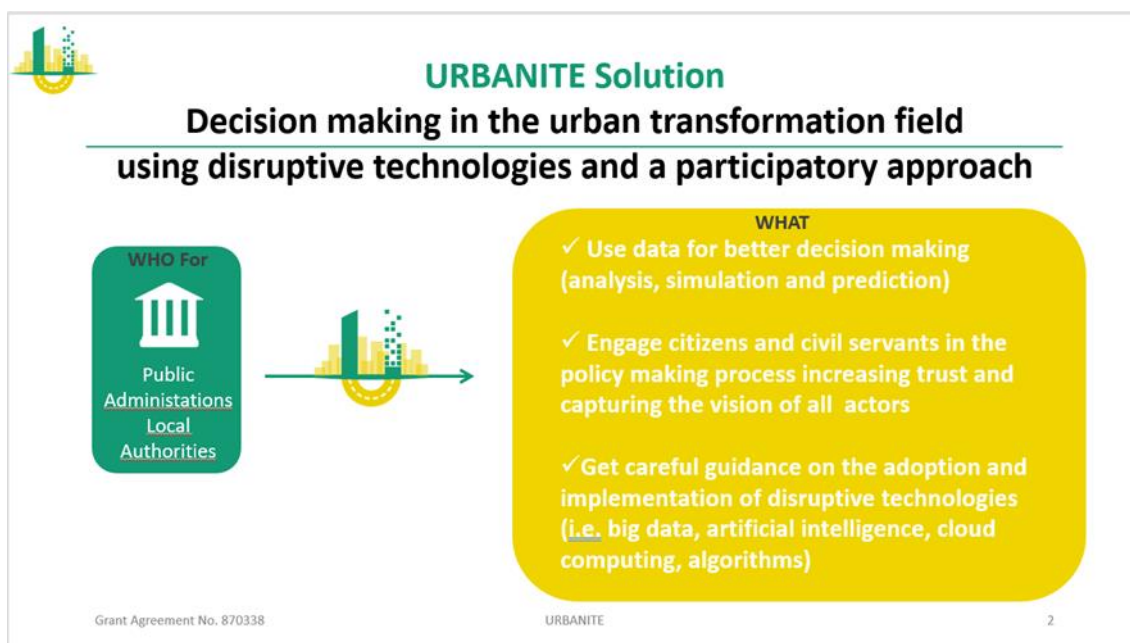 URBANITE Solution
Decision making in the urban transformation field
using disruptive technologies and a participatory approach
WHO For
Public
Administations
Local
Authorities
WHAT
✓ Use data for better decision making
(analysis, simulation and prediction)
✓ Engage citizens and civil servants in the
policy making process increasing trust and
capturing the vision of all actors
✓Get careful guidance on the adoption and
implementation of disruptive technologies
(i.e. big data, artificial intelligence, cloud
computing, algorithms)
Grant Agreement No. 870338
URBANITE
2